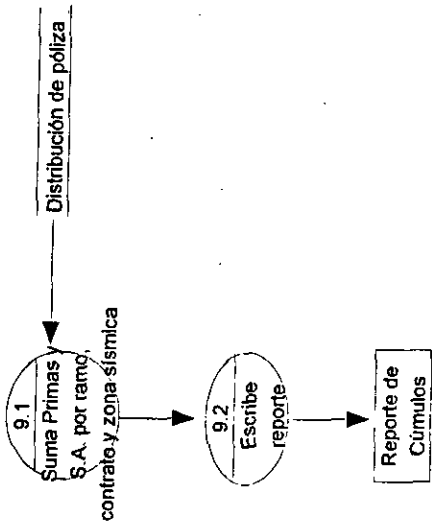 Distribución de póliza
9.1
Suma Primas y
S.A. por ramo,
contrato y zona sísmica
9.2
Escribe
reporte
Reporte de
Cúmulos